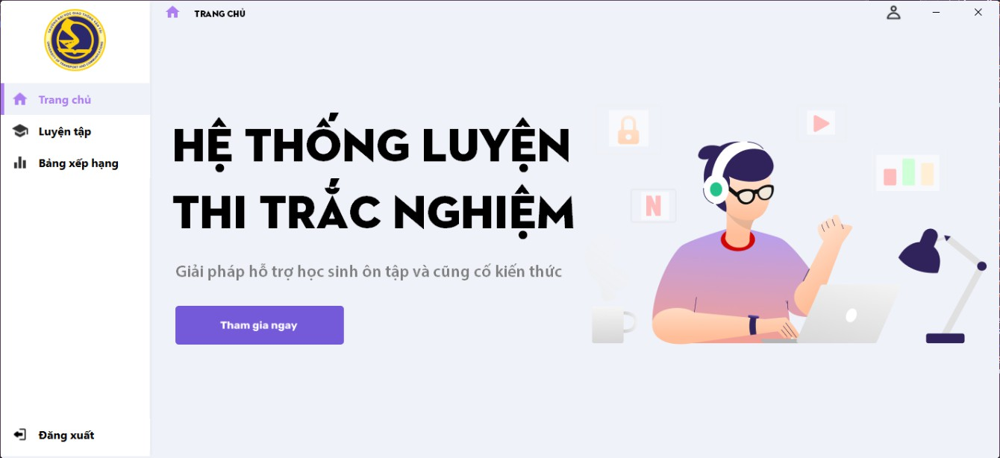 TRƯỜNG ĐẠI HỌC GIAO THÔNG VẬN TẢI
UNIVERSITY OF TRANSPORT AND COMMUNICATIONS
TRANG CHỦ
Trang chủ
Luyện tập
Bảng xếp hạng
HỆ THỐNG LUYỆN
THI TRẮC NGHIỆM
Giải pháp hỗ trợ học sinh ôn tập và cũng cố kiến thức
Tham gia ngay
N
Đăng xuất